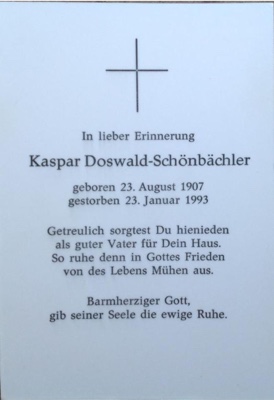 In lieber Erinnerung
Kaspar Doswald-Schönbächler
geboren 23. August 1907
gestorben 23. Januar 1993
Getreulich sorgtest Du hienieden
als guter Vater für Dein Haus.
So ruhe denn in Gottes Frieden
von des Lebens Mühen aus.
Barmherziger Gott,
gib seiner Seele die ewige Ruhe.